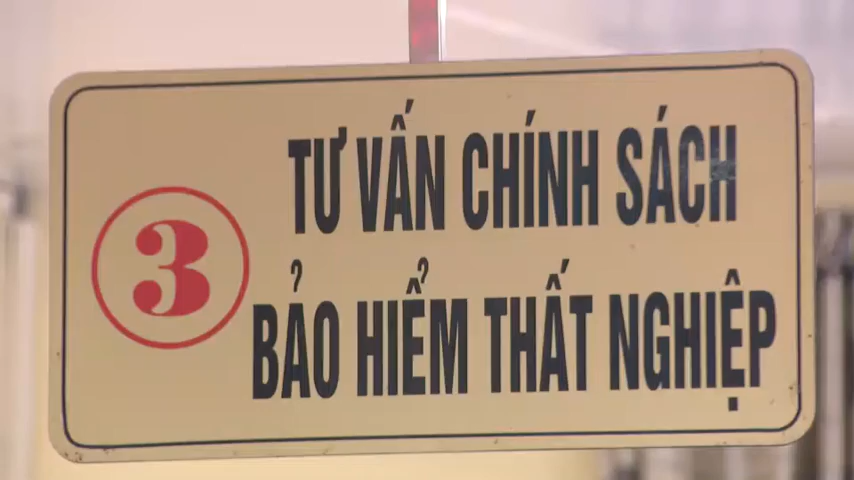 3
TƯ VẤN CHÍNH SÁCH
BẢO HIỂM THẤT NGHIỆP